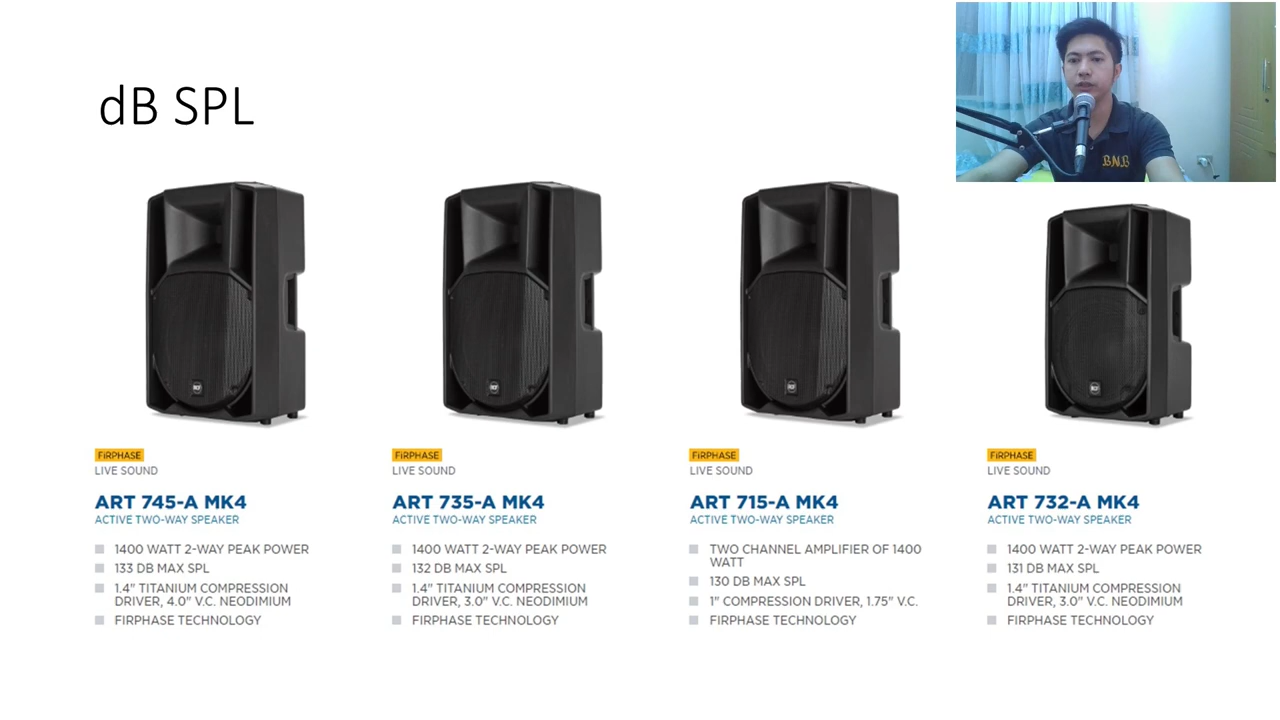 dB SPL
BNB
RCF
RCF
RCF
RCF
FiRPHASE
LIVE SOUND
ART 745-A MK4
ACTIVE TWO-WAY SPEAKER
1400 WATT 2-WAY PEAK POWER
133 DB MAX SPL
1.4" TITANIUM COMPRESSION
DRIVER, 4.0" V.C. NEODIMIUM
FIRPHASE TECHNOLOGY
FiRPHASE
LIVE SOUND
ART 735-A MK4
ACTIVE TWO-WAY SPEAKER
1400 WATT 2-WAY PEAK POWER
132 DB MAX SPL
1.4" TITANIUM COMPRESSION
DRIVER, 3.0" V.C. NEODIMIUM
FIRPHASE TECHNOLOGY
FiRPHASE
LIVE SOUND
ART 715-A MK4
ACTIVE TWO-WAY SPEAKER
TWO CHANNEL AMPLIFIER OF 1400
WATT
130 DB MAX SPL
1" COMPRESSION DRIVER, 1.75" V.C.
FIRPHASE TECHNOLOGY
FiRPHASE
LIVE SOUND
ART 732-A MK4
ACTIVE TWO-WAY SPEAKER
1400 WATT 2-WAY PEAK POWER
131 DB MAX SPL
1.4" TITANIUM COMPRESSION
DRIVER, 3.0" V.C. NEODIMIUM
FIRPHASE TECHNOLOGY